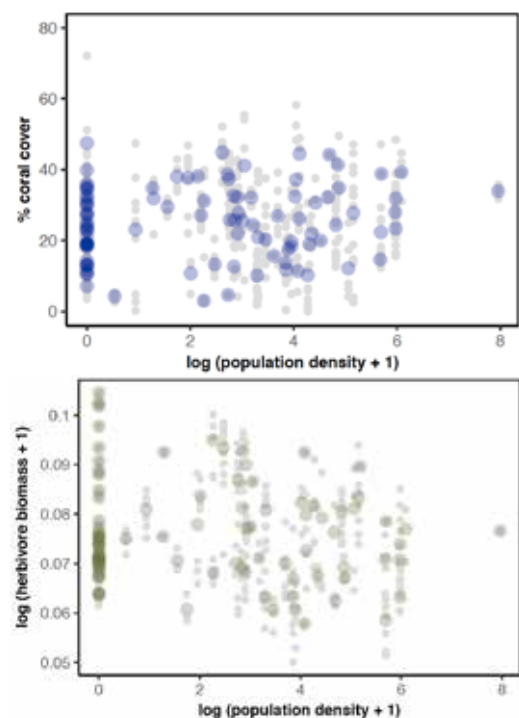 80
60
40
20
0
% coral cover
0 2 4 6 8
log (population density + 1)
0.1
0.09
0.08
0.07
0.06
0.05
log (herbivore biomass + 1)
0 2 4 6 8
log (population density + 1)